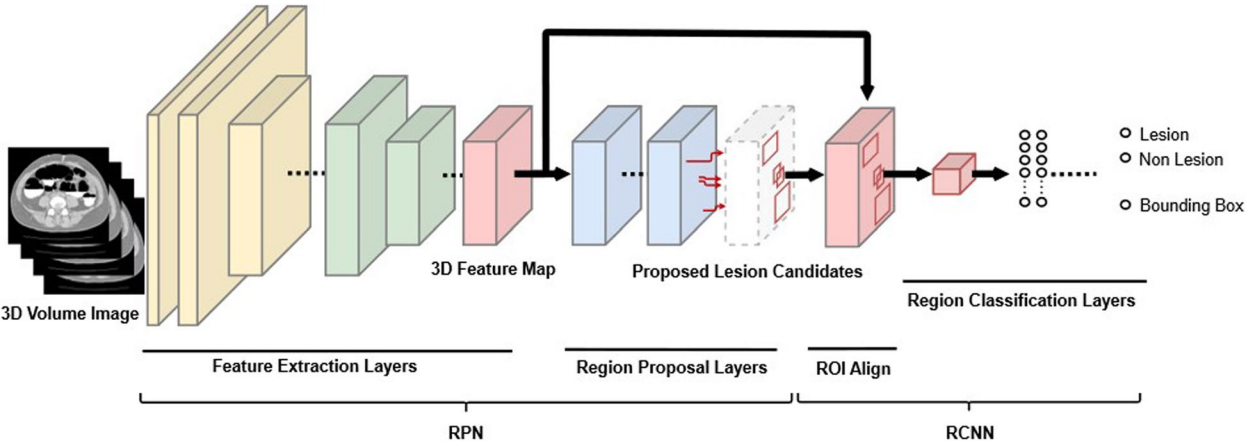 Lesion
Non Lesion
Bounding Box
3D Feature Map
Proposed Lesion Candidates
Region Classification Layers
3D Volume Image
Feature Extraction Layers
Region Proposal Layers
ROI Align
RPN
RCNN